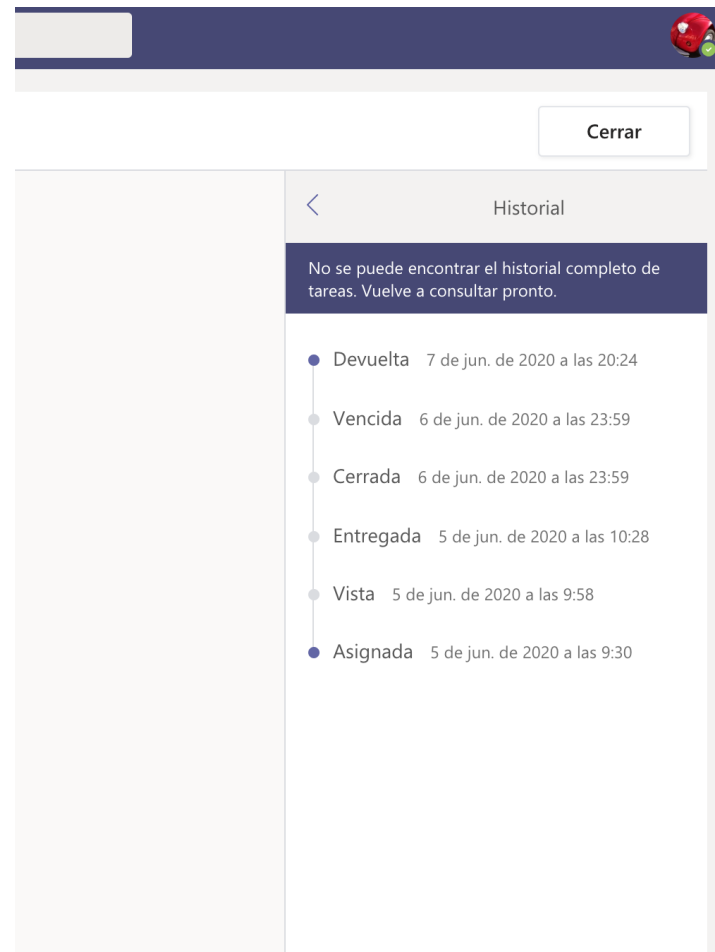 Cerrar
Historial
No se puede encontrar el historial completo de
tareas. Vuelve a consultar pronto.
Devuelta 7 de jun. de 2020 a las 20:24
Vencida 6 de jun. de 2020 a las 23:59
Cerrada 6 de jun. de 2020 a las 23:59
Entregada 5 de jun. de 2020 a las 10:28
Vista 5 de jun. de 2020 a las 9:58
Asignada 5 de jun. de 2020 a las 9:30